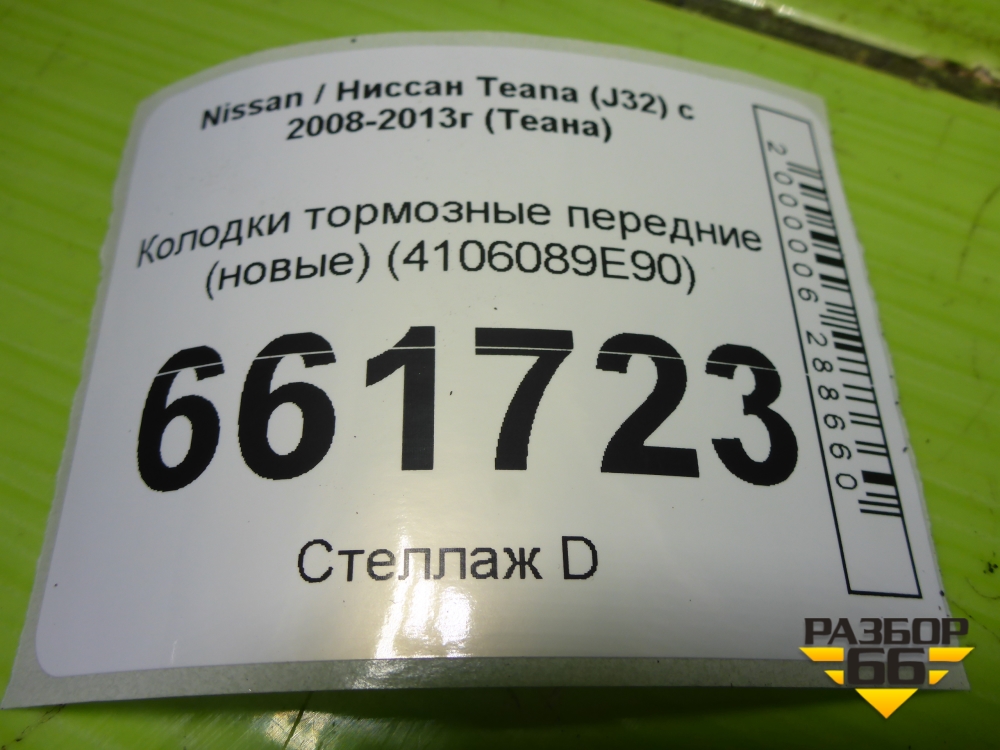 Nissan / Ниссан Teana (J32) с
2008-2013г (Теана)
Колодки тормозные передние
(новые) (4106089E90)
661723
Стеллаж D
2000006288660
РАЗБОР
66